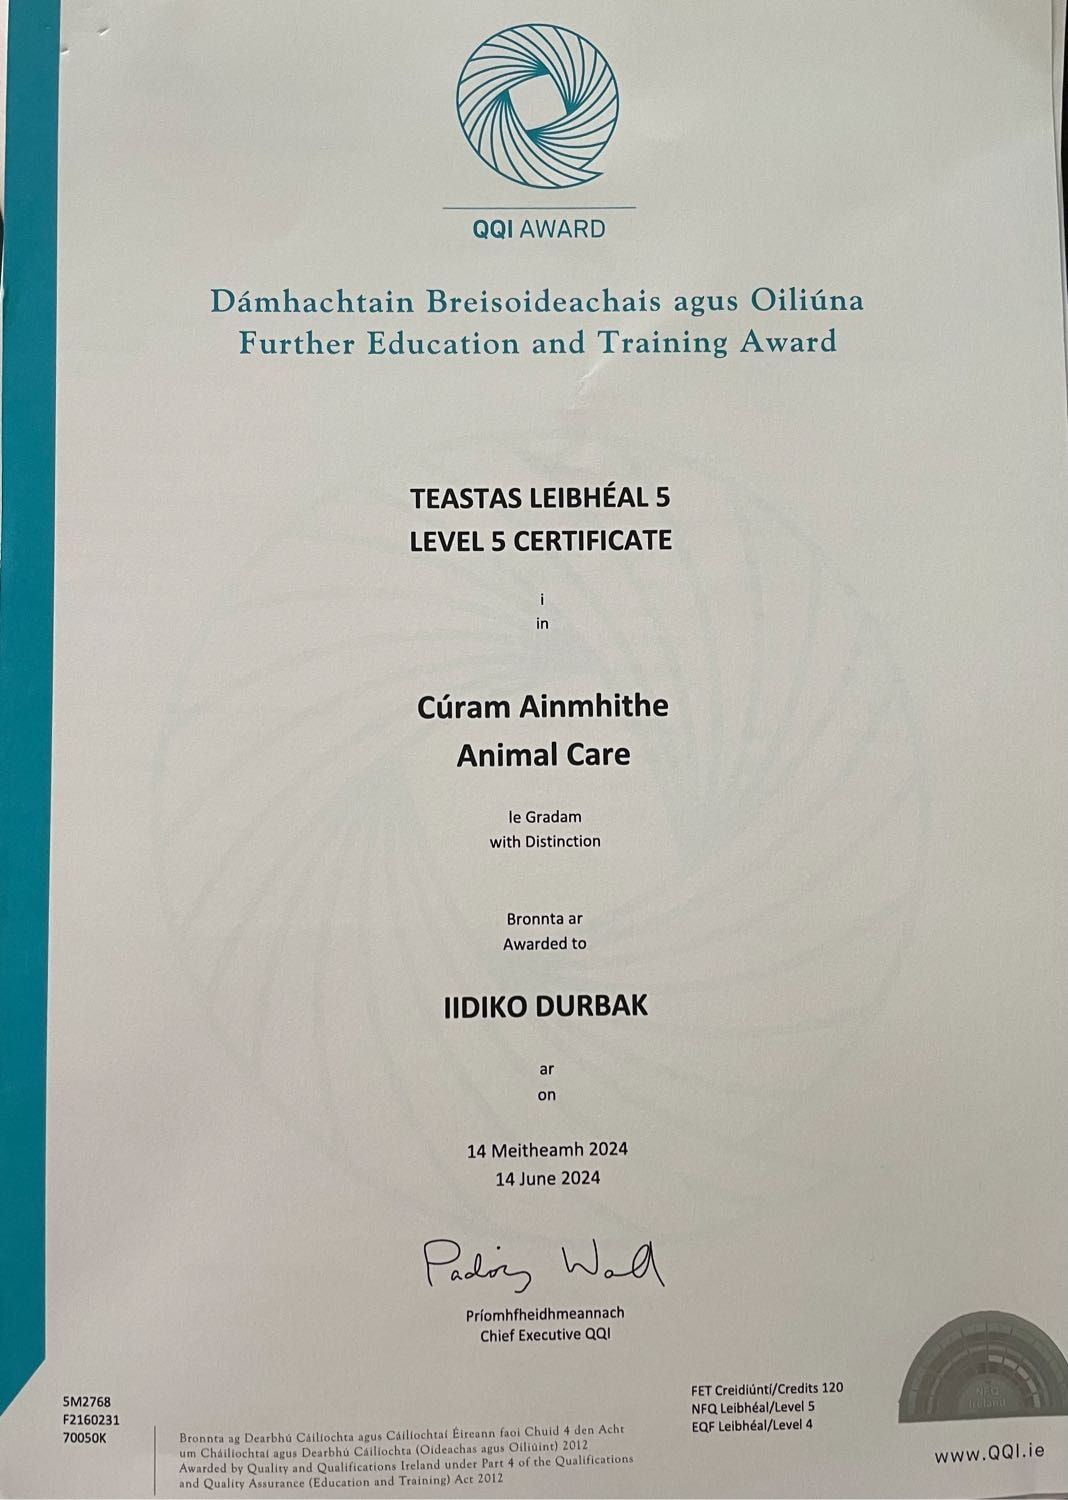 QQI AWARD
Dámhachtain Breisoideachais agus Oiliúna
Further Education and Training Award
TEASTAS LEIBHÉAL 5
LEVEL 5 CERTIFICATE
i
in
Cúram Ainmhithe
Animal Care
le Gradam
with Distinction
Bronnta ar
Awarded to
IIDIKO DURBAK
ar
on
14 Meitheamh 2024
14 June 2024
Príomhfheidhmeannach
Chief Executive QQI
5M2768
F2160231
70050K
Bronnta ag Dearbhú Cáilíochta agus Cáilíochtaí Éireann faoi Chuid 4 den Acht
um Cháilíochtaí agus Dearbhú Cáilíochta (Oideachas agus Oiliúint) 2012
Awarded by Quality and Qualifications Ireland under Part 4 of the Qualifications
and Quality Assurance (Education and Training) Act 2012
FET Creidiúntí/Credits 120
NFQ Leibhéal/Level 5
EQF Leibhéal/Level 4
NFQ
Ireland
www.QQI.ie